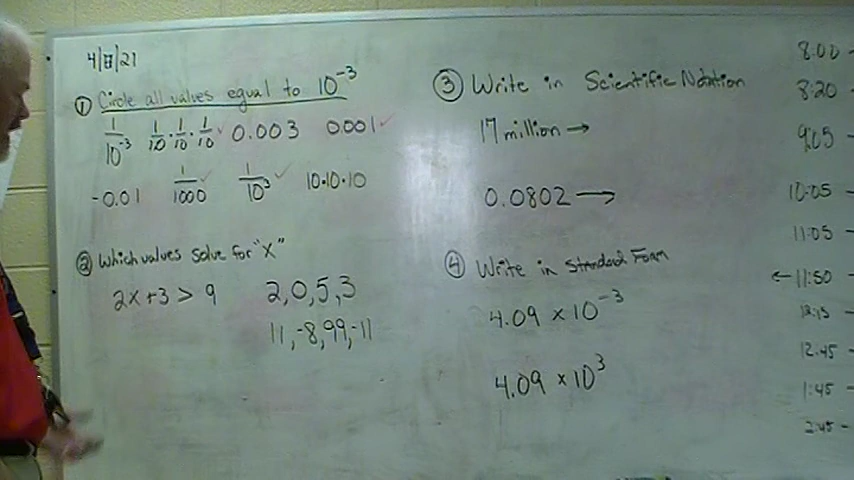 4/8/21
① Circle all values equal to 10⁻³
1/10⁻³ 1/10 · 1/10 · 1/10 ✓ 0.003 0.001 ✓
-0.01 1/1000 ✓ 1/10³ ✓ 10·10·10
② Which values solve for "X"
2x+3 > 9 2,0,5,3
11,-8,99,-11
③ Write in Scientific Notation
17 million →
0.0802 →
④ Write in Standard Form
4.09 × 10⁻³
4.09 × 10³
8:00 -
8:20 -
9:05 -
10:05 -
11:05 -
← 11:50 -
12:15 -
12:45 -
1:45 -
2:45 -